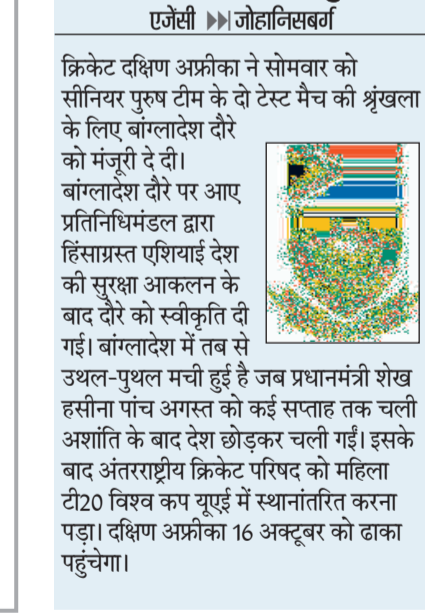 एजेंसी ▶▶| जोहानिसबर्ग
क्रिकेट दक्षिण अफ्रीका ने सोमवार को
सीनियर पुरुष टीम के दो टेस्ट मैच की श्रृंखला
के लिए बांग्लादेश दौरे
को मंजूरी दे दी।
बांग्लादेश दौरे पर आए
प्रतिनिधिमंडल द्वारा
हिंसाग्रस्त एशियाई देश
की सुरक्षा आकलन के
बाद दौरे को स्वीकृति दी
गई। बांग्लादेश में तब से
उथल-पुथल मची हुई है जब प्रधानमंत्री शेख
हसीना पांच अगस्त को कई सप्ताह तक चली
अशांति के बाद देश छोड़कर चली गईं। इसके
बाद अंतरराष्ट्रीय क्रिकेट परिषद को महिला
टी20 विश्व कप यूएई में स्थानांतरित करना
पड़ा। दक्षिण अफ्रीका 16 अक्टूबर को ढाका
पहुंचेगा।